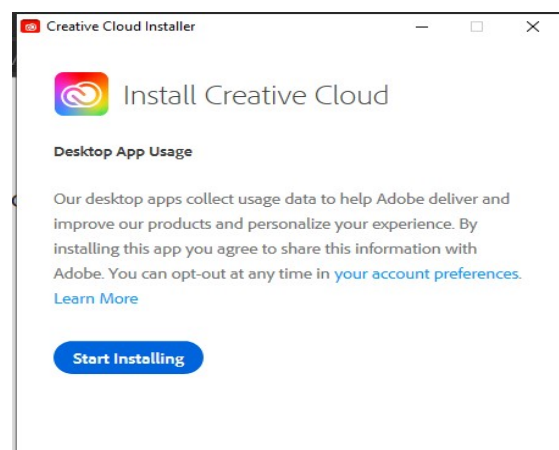 Creative Cloud Installer
Install Creative Cloud
Desktop App Usage
Our desktop apps collect usage data to help Adobe deliver and
improve our products and personalize your experience. By
installing this app you agree to share this information with
Adobe. You can opt-out at any time in your account preferences.
Learn More
Start Installing